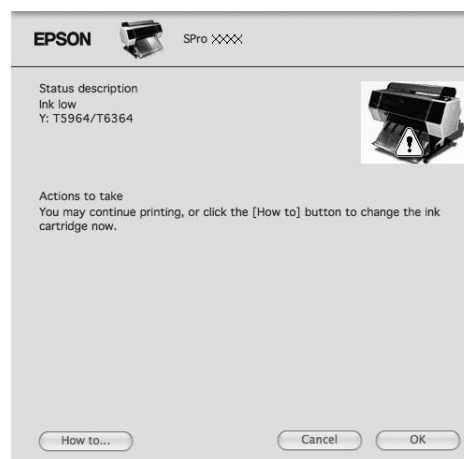 EPSON
SPro XXXX
Status description
Ink low
Y: T5964/T6364
Actions to take
You may continue printing, or click the [How to] button to change the ink
cartridge now.
How to...
Cancel
OK